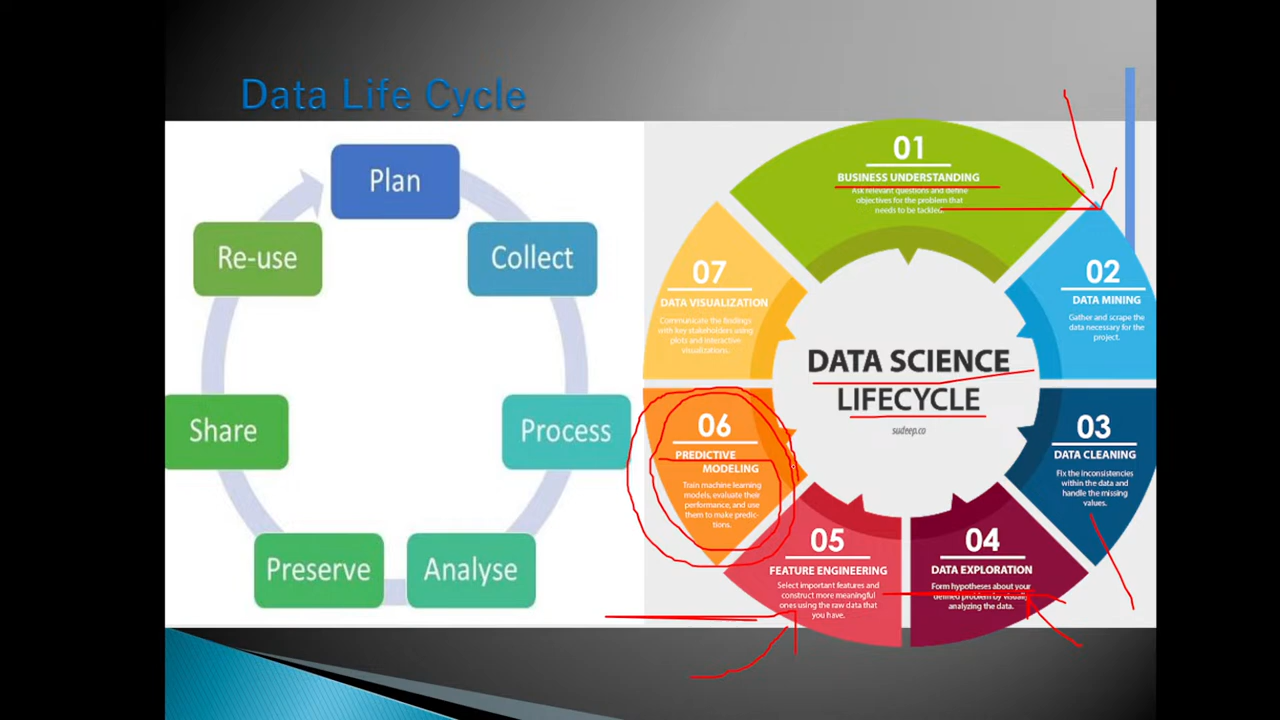 Data Life Cycle
Plan
Collect
Process
Analyse
Preserve
Share
Re-use
DATA SCIENCE
LIFECYCLE
sudeep.co
01
BUSINESS UNDERSTANDING
Ask relevant questions and define
objectives for the problem that
needs to be tackled.
02
DATA MINING
Gather and scrape the
data necessary for the
project.
03
DATA CLEANING
Fix the inconsistencies
within the data and
handle the missing
values.
04
DATA EXPLORATION
Form hypotheses about your
defined problem by visually
analyzing the data.
05
FEATURE ENGINEERING
Select important features and
construct more meaningful
ones using the raw data that
you have.
06
PREDICTIVE
MODELING
Train machine learning
models, evaluate their
performance, and use
them to make predic-
tions.
07
DATA VISUALIZATION
Communicate the findings
with key stakeholders using
plots and interactive
visualizations.